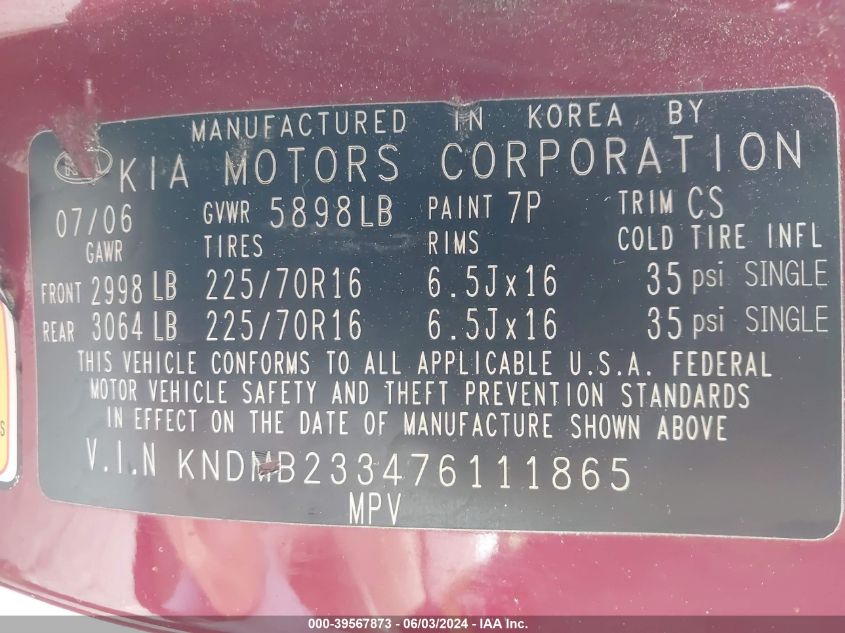 MANUFACTURED IN KOREA BY
KIA KIA MOTORS CORPORATION
07/06 GVWR 5898LB PAINT 7P TRIM CS
GAWR TIRES RIMS COLD TIRE INFL
FRONT 2998 LB 225/70R16 6.5Jx16 35 psi SINGLE
REAR 3064 LB 225/70R16 6.5Jx16 35 psi SINGLE
THIS VEHICLE CONFORMS TO ALL APPLICABLE U.S.A. FEDERAL
MOTOR VEHICLE SAFETY AND THEFT PREVENTION STANDARDS
IN EFFECT ON THE DATE OF MANUFACTURE SHOWN ABOVE
V.I.N KNDMB233476111865
MPV
S
000-39567873 - 06/03/2024 - IAA Inc.